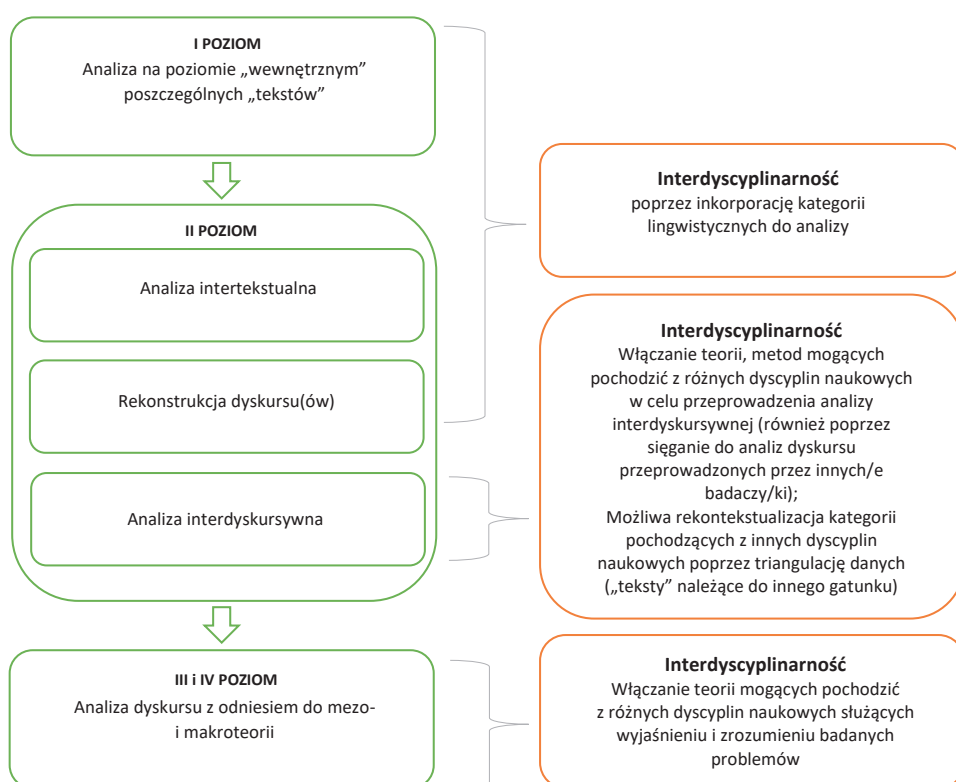 I POZIOM
Analiza na poziomie „wewnętrznym”
poszczególnych „tekstów”
II POZIOM
Analiza intertekstualna
Rekonstrukcja dyskursu(ów)
Analiza interdyskursywna
III i IV POZIOM
Analiza dyskursu z odniesiem do mezo-
i makroteorii
Interdyscyplinarność
poprzez inkorporację kategorii
lingwistycznych do analizy
Interdyscyplinarność
Włączanie teorii, metod mogących
pochodzić z różnych dyscyplin naukowych
w celu przeprowadzenia analizy
interdyskursywnej (również poprzez
sięganie do analiz dyskursu
przeprowadzonych przez innych/e
badaczy/ki);
Możliwa rekontekstualizacja kategorii
pochodzących z innych dyscyplin
naukowych poprzez triangulację danych
(„teksty” należące do innego gatunku)
Interdyscyplinarność
Włączanie teorii mogących pochodzić
z różnych dyscyplin naukowych służących
wyjaśnieniu i zrozumieniu badanych
problemów